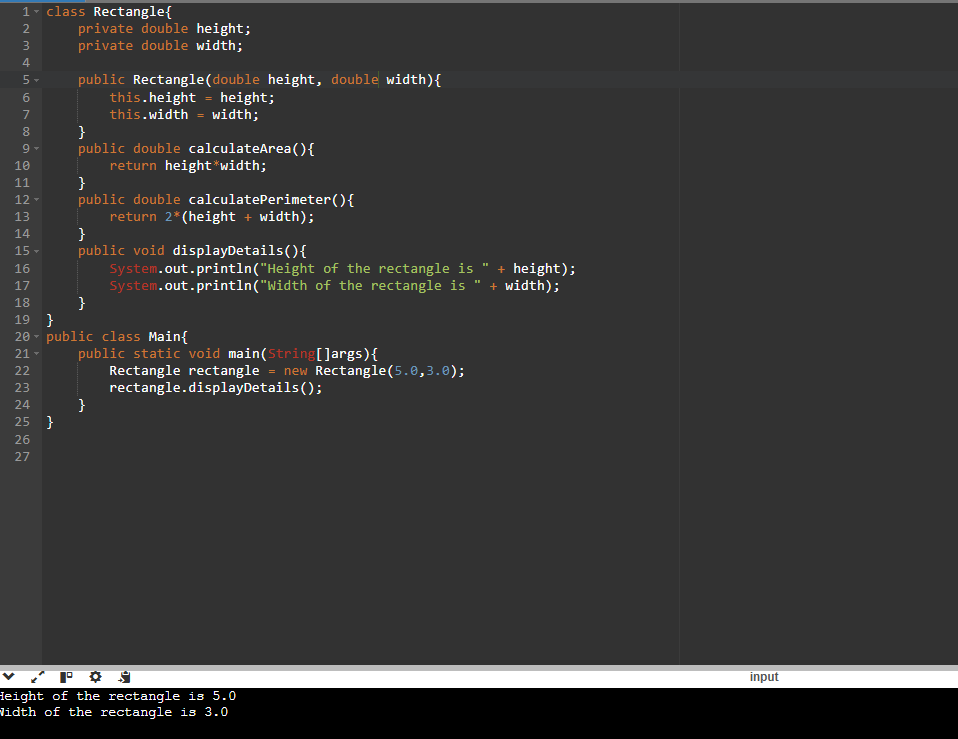 1 class Rectangle{
2 private double height;
3 private double width;
4
5 public Rectangle(double height, double width){
6 this.height = height;
7 this.width = width;
8 }
9 public double calculateArea(){
10 return height*width;
11 }
12 public double calculatePerimeter(){
13 return 2*(height + width);
14 }
15 public void displayDetails(){
16 System.out.println("Height of the rectangle is " + height);
17 System.out.println("Width of the rectangle is " + width);
18 }
19 }
20 public class Main{
21 public static void main(String[]args){
22 Rectangle rectangle = new Rectangle(5.0,3.0);
23 rectangle.displayDetails();
24 }
25 }
26
27
input
Height of the rectangle is 5.0
Width of the rectangle is 3.0